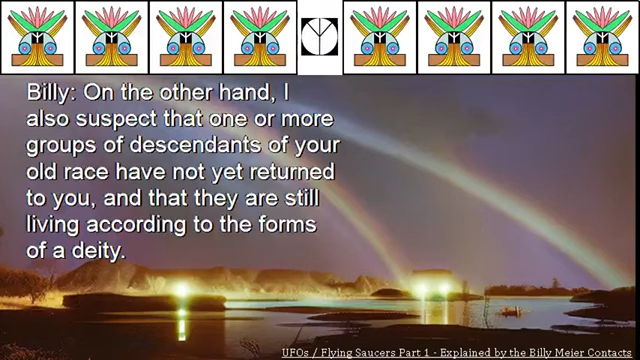 Billy: On the other hand, I
also suspect that one or more
groups of descendants of your
old race have not yet returned
to you, and that they are still
living according to the forms
of a deity.
UFOs / Flying Saucers Part 1 - Explained by the Billy Meier Contacts